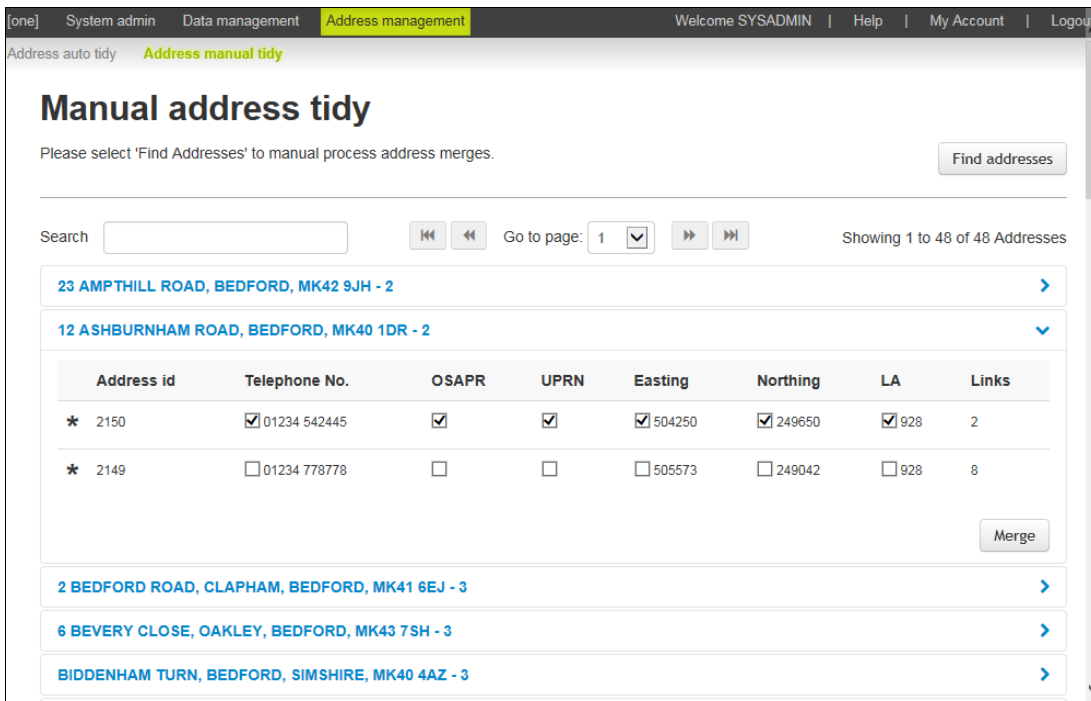 [one] System admin Data management Address management Welcome SYSADMIN | Help | My Account |
Address auto tidy Address manual tidy
Manual address tidy
Please select 'Find Addresses' to manual process address merges.
Find addresses
Search Go to page: 1 Showing 1 to 48 of 48 Addresses
23 AMPTHILL ROAD, BEDFORD, MK42 9JH - 2
12 ASHBURNHAM ROAD, BEDFORD, MK40 1DR - 2
Address id Telephone No. OSAPR UPRN Easting Northing LA Links
* 2150 01234 542445 504250 249650 928 2
* 2149 01234 778778 505573 249042 928 8
Merge
2 BEDFORD ROAD, CLAPHAM, BEDFORD, MK41 6EJ - 3
6 BEVERY CLOSE, OAKLEY, BEDFORD, MK43 7SH - 3
BIDDENHAM TURN, BEDFORD, SIMSHIRE, MK40 4AZ - 3